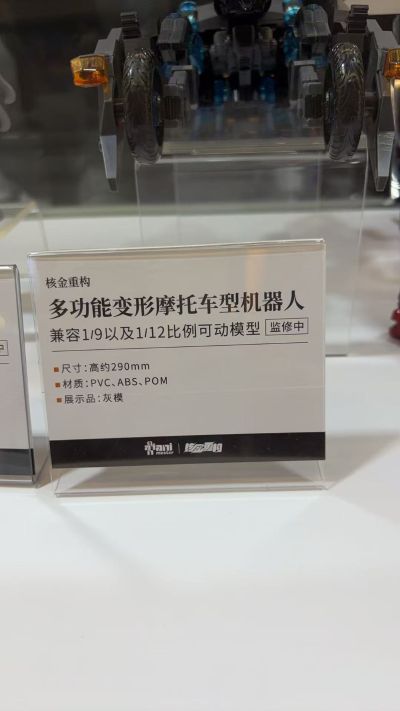 核金重构
多功能变形摩托车型机器人
兼容1/9以及1/12比例可动模型 监修中
尺寸:高约290mm
材质:PVC、ABS、POM
展示品:灰模
ani
mester
核金重构
中